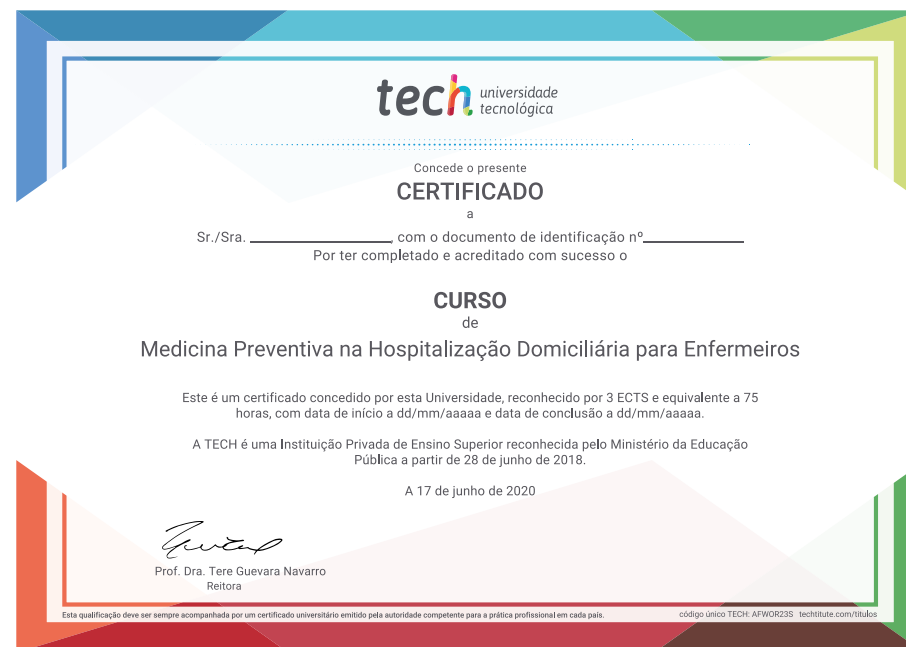 tech universidade
tecnológica
Concede o presente
CERTIFICADO
a
Sr./Sra. ________________, com o documento de identificação nº____________
Por ter completado e acreditado com sucesso o
CURSO
de
Medicina Preventiva na Hospitalização Domiciliária para Enfermeiros
Este é um certificado concedido por esta Universidade, reconhecido por 3 ECTS e equivalente a 75
horas, com data de início a dd/mm/aaaaa e data de conclusão a dd/mm/aaaaa.
A TECH é uma Instituição Privada de Ensino Superior reconhecida pelo Ministério da Educação
Pública a partir de 28 de junho de 2018.
A 17 de junho de 2020
Prof. Dra. Tere Guevara Navarro
Reitora
Esta qualificação deve ser sempre acompanhada por um certificado universitário emitido pela autoridade competente para a prática profissional em cada país.
código único TECH: AFWOR23S techtitute.com/titulos